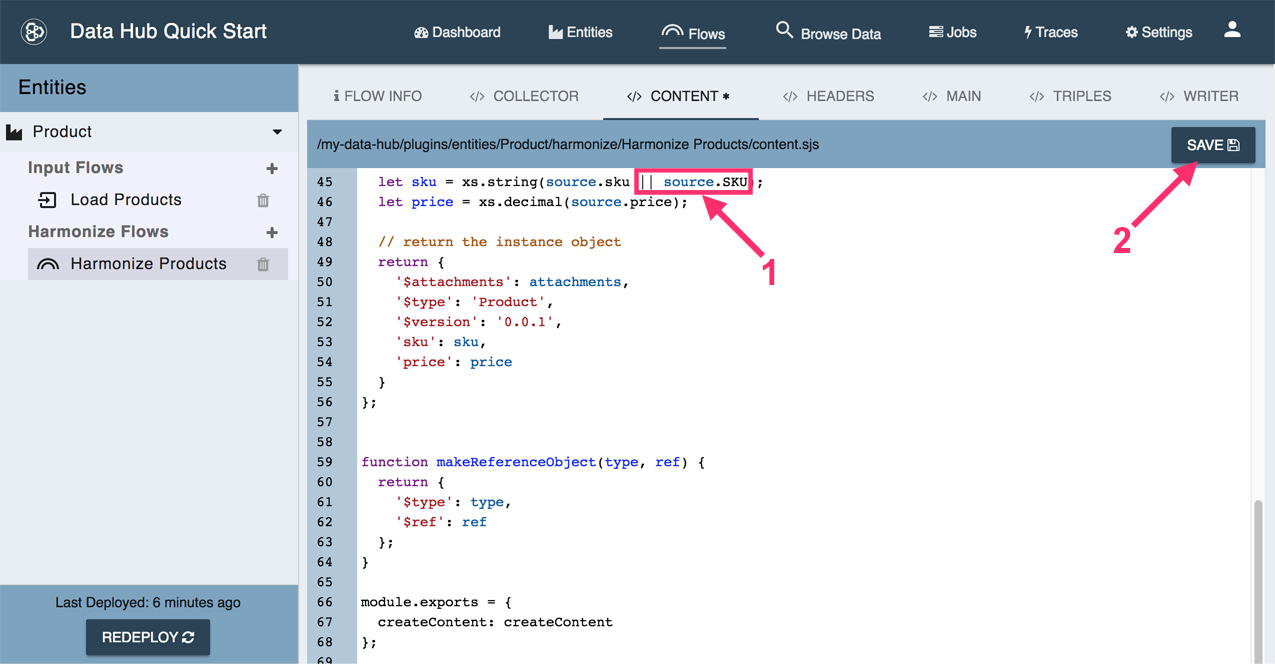 Data Hub Quick Start
Dashboard
Entities
Flows
Browse Data
Jobs
Traces
Settings
Entities
Product
Input Flows +
Load Products
Harmonize Flows +
Harmonize Products
Last Deployed: 6 minutes ago
REDEPLOY
FLOW INFO
</> COLLECTOR
</> CONTENT *
</> HEADERS
</> MAIN
</> TRIPLES
</> WRITER
/my-data-hub/plugins/entities/Product/harmonize/Harmonize Products/content.sjs
SAVE
45 let sku = xs.string(source.sku || source.SKU);
46 let price = xs.decimal(source.price);
47
48 // return the instance object
49 return {
50 '$attachments': attachments,
51 '$type': 'Product',
52 '$version': '0.0.1',
53 'sku': sku,
54 'price': price
55 }
56 };
57
58
59 function makeReferenceObject(type, ref) {
60 return {
61 '$type': type,
62 '$ref': ref
63 };
64 }
65
66 module.exports = {
67 createContent: createContent
68 };
69
1
2